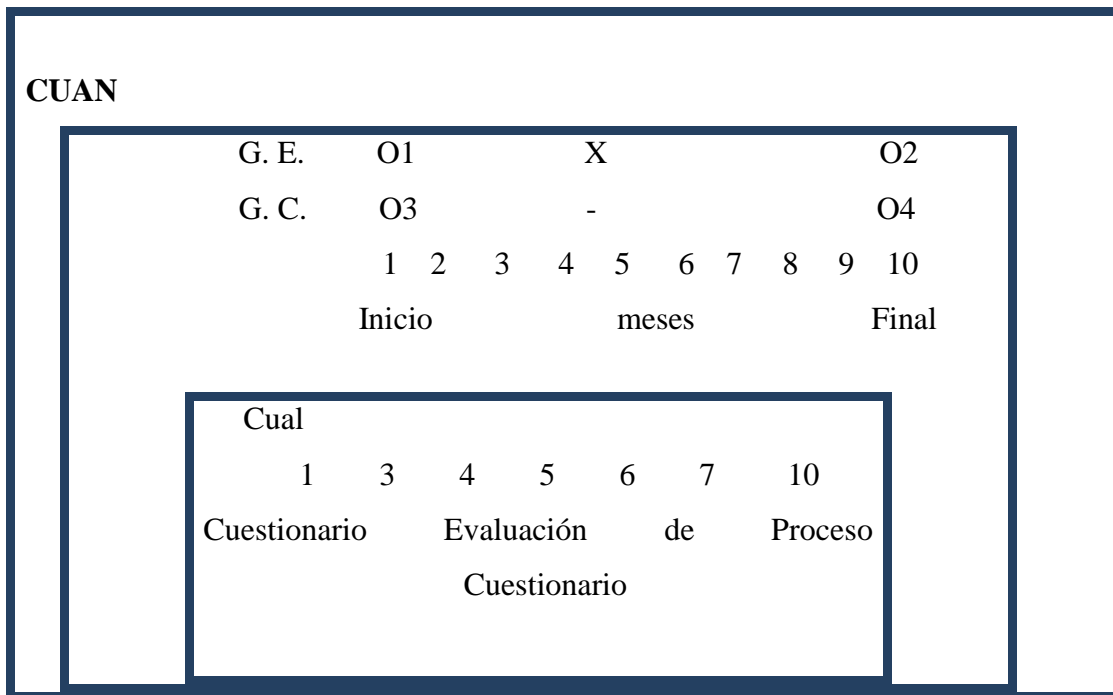 CUAN
G. E. O1 X O2
G. C. O3 - O4
1 2 3 4 5 6 7 8 9 10
Inicio meses Final
Cual
1 3 4 5 6 7 10
Cuestionario Evaluación de Proceso
Cuestionario